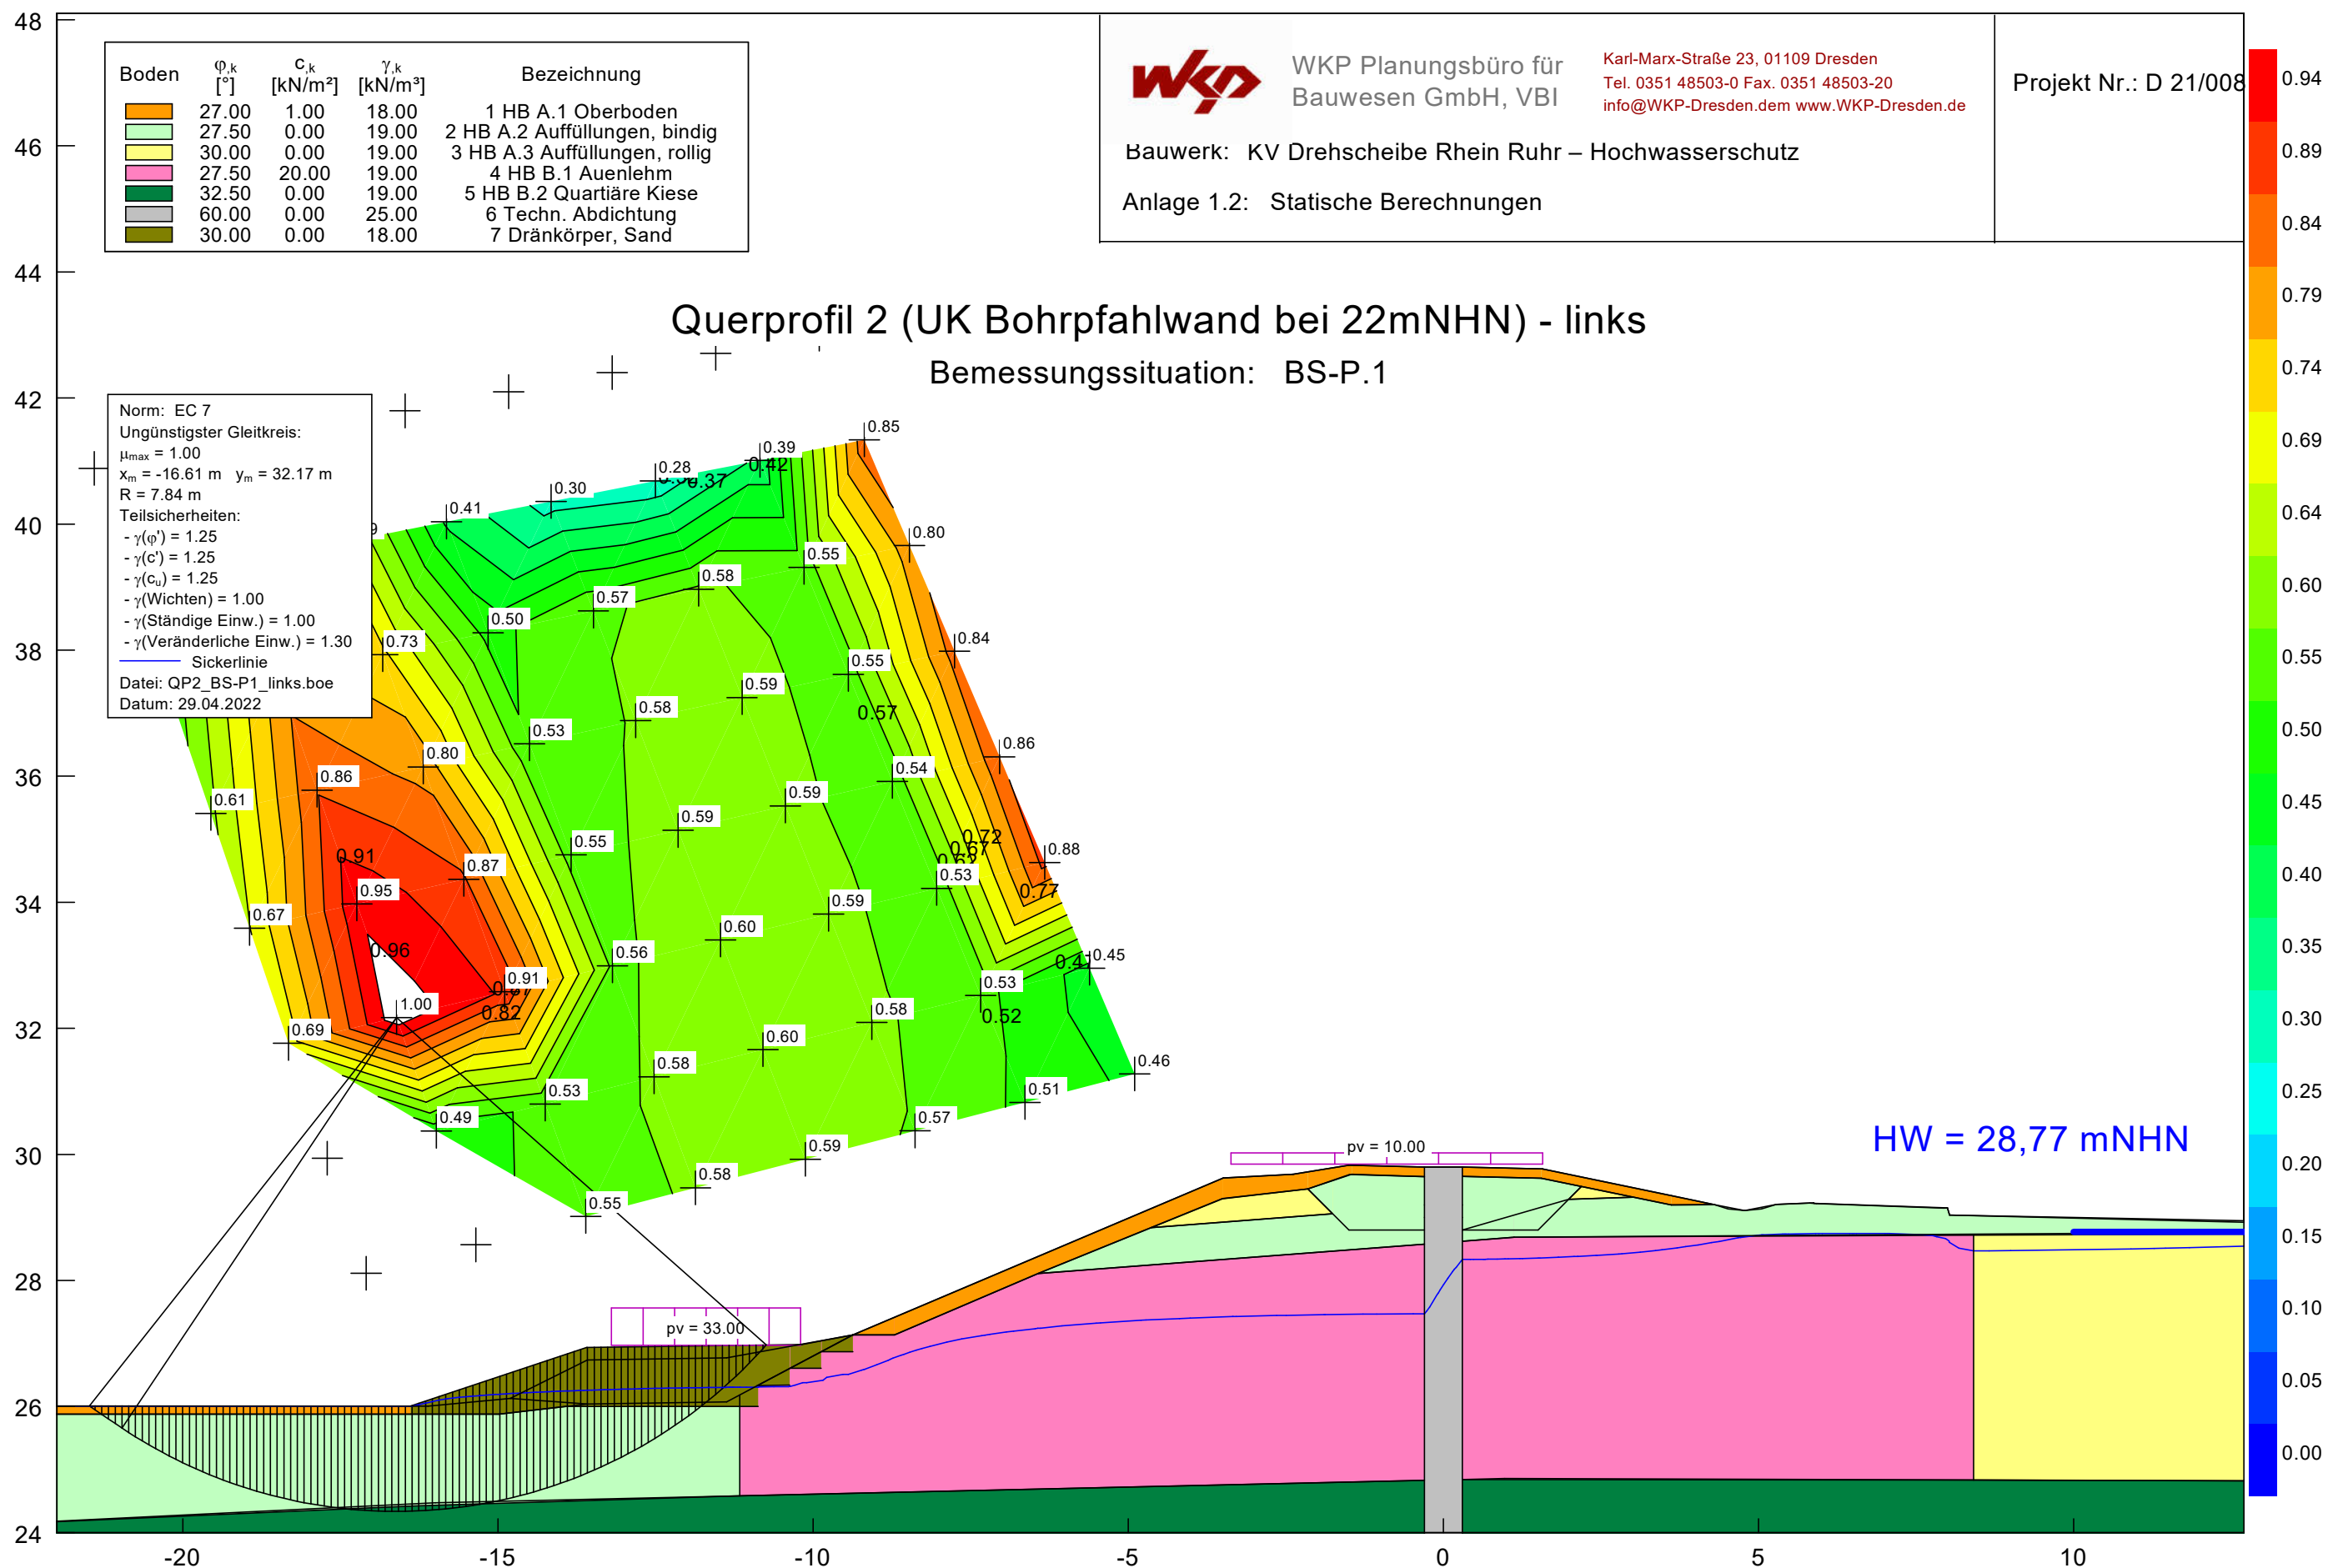 Boden φ,k c,k γ,k Bezeichnung
[°] [kN/m²] [kN/m³]
27.00 1.00 18.00 1 HB A.1 Oberboden
27.50 0.00 19.00 2 HB A.2 Auffüllungen, bindig
30.00 0.00 19.00 3 HB A.3 Auffüllungen, rollig
27.50 20.00 19.00 4 HB B.1 Auenlehm
32.50 0.00 19.00 5 HB B.2 Quartiäre Kiese
60.00 0.00 25.00 6 Techn. Abdichtung
30.00 0.00 18.00 7 Dränkörper, Sand
wkp
WKP Planungsbüro für
Bauwesen GmbH, VBI
Karl-Marx-Straße 23, 01109 Dresden
Tel. 0351 48503-0 Fax. 0351 48503-20
info@WKP-Dresden.dem www.WKP-Dresden.de
Projekt Nr.: D 21/008
Bauwerk: KV Drehscheibe Rhein Ruhr – Hochwasserschutz
Anlage 1.2: Statische Berechnungen
Querprofil 2 (UK Bohrpfahlwand bei 22mNHN) - links
Bemessungssituation: BS-P.1
Norm: EC 7
Ungünstigster Gleitkreis:
μmax = 1.00
xm = -16.61 m ym = 32.17 m
R = 7.84 m
Teilsicherheiten:
- γ(φ') = 1.25
- γ(c') = 1.25
- γ(cu) = 1.25
- γ(Wichten) = 1.00
- γ(Ständige Einw.) = 1.00
- γ(Veränderliche Einw.) = 1.30
Sickerlinie
Datei: QP2_BS-P1_links.boe
Datum: 29.04.2022
0.85
0.39
0.42
0.28
0.37
0.30
0.41
0.80
0.55
0.58
0.57
0.50
0.73
0.84
0.55
0.59
0.57
0.58
0.53
0.80
0.86
0.86
0.54
0.59
0.61
0.59
0.72
0.67
0.62
0.55
0.91
0.87
0.88
0.53
0.77
0.95
0.59
0.67
0.60
0.96
0.56
0.45
0.91
0.53
0.82
1.00
0.52
0.58
0.69
0.60
0.46
0.58
0.53
0.51
0.49
0.57
0.59
0.58
0.55
HW = 28,77 mNHN
pv = 10.00
pv = 33.00
48
46
44
42
40
38
36
34
32
30
28
26
24
-20 -15 -10 -5 0 5 10
0.94
0.89
0.84
0.79
0.74
0.69
0.64
0.60
0.55
0.50
0.45
0.40
0.35
0.30
0.25
0.20
0.15
0.10
0.05
0.00